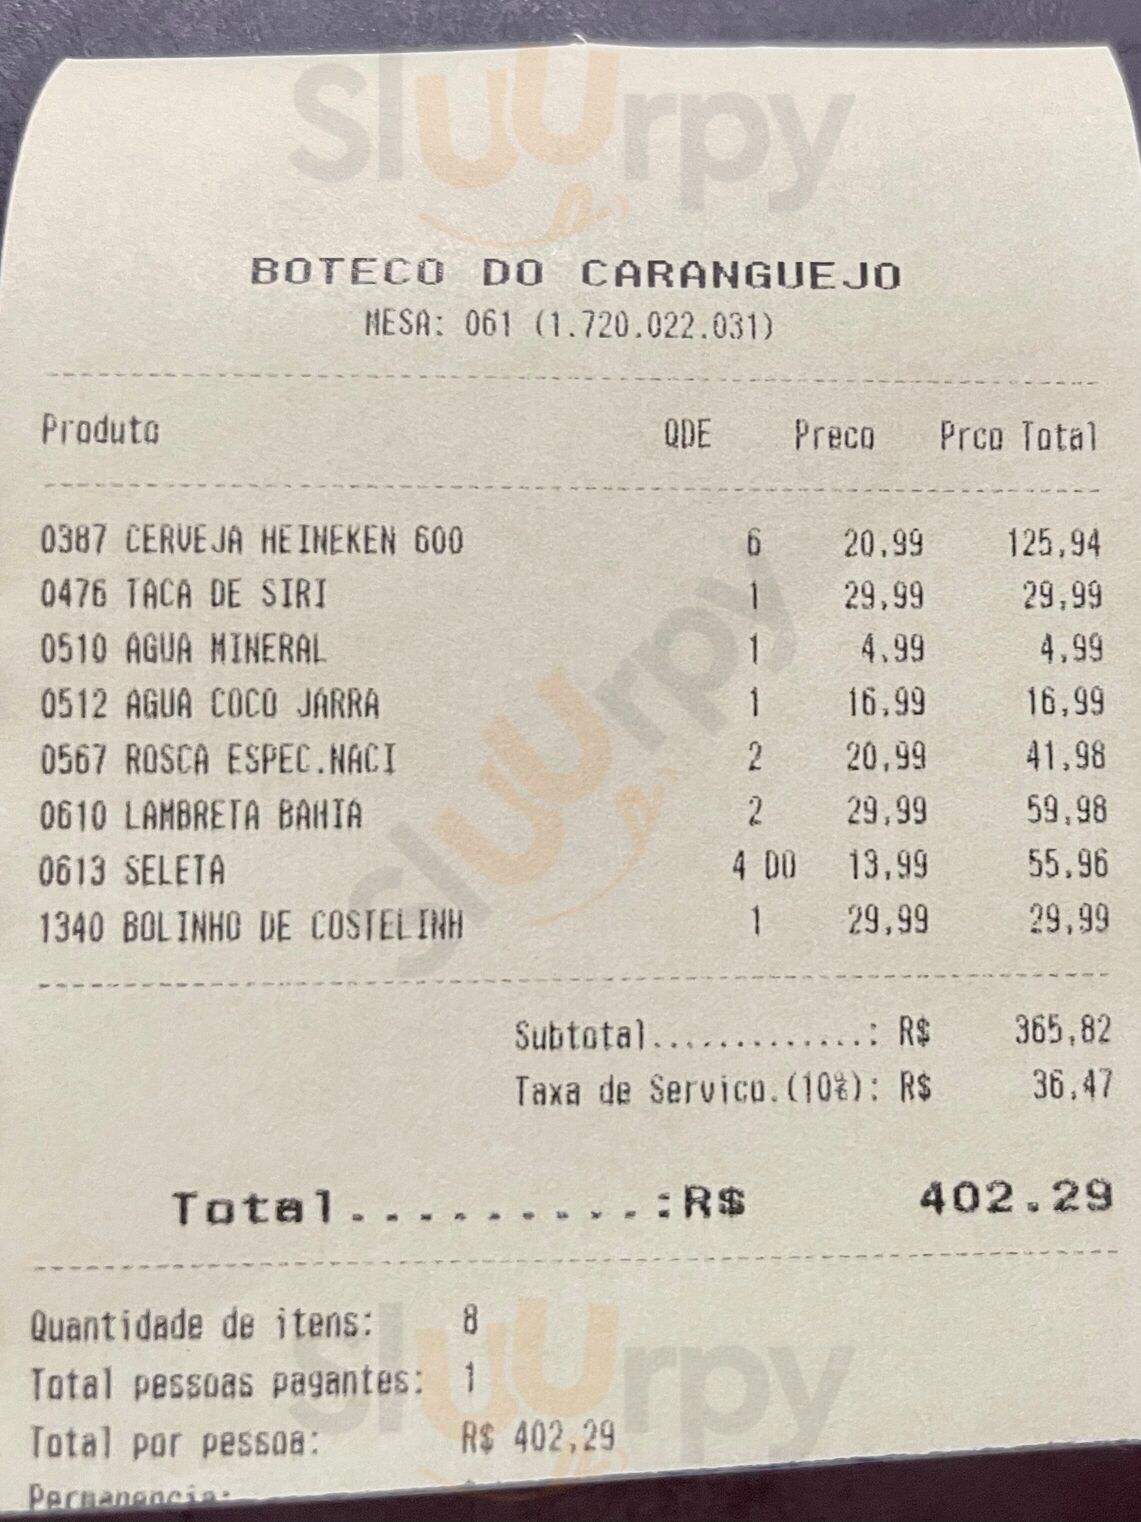 sluurpy
BOTECO DO CARANGUEJO
MESA: 061 (1.720.022.031)
Produto QDE Preco Prco Total
0387 CERVEJA HEINEKEN 600 6 20,99 125,94
0476 TACA DE SIRI 1 29,99 29,99
0510 AGUA MINERAL 1 4,99 4,99
0512 AGUA COCO JARRA 1 16,99 16,99
0567 ROSCA ESPEC.NACI 2 20,99 41,98
0610 LAMBRETA BAHIA 2 29,99 59,98
0613 SELETA 4 DO 13,99 55,96
1340 BOLINHO DE COSTELINH 1 29,99 29,99
sluurpy
Subtotal.............: R$ 365,82
Taxa de Servico.(10%): R$ 36,47
Total..........:R$ 402.29
Quantidade de itens: 8
Total pessoas pagantes: 1
Total por pessoa: R$ 402,29
Permanencia:
sluurpy